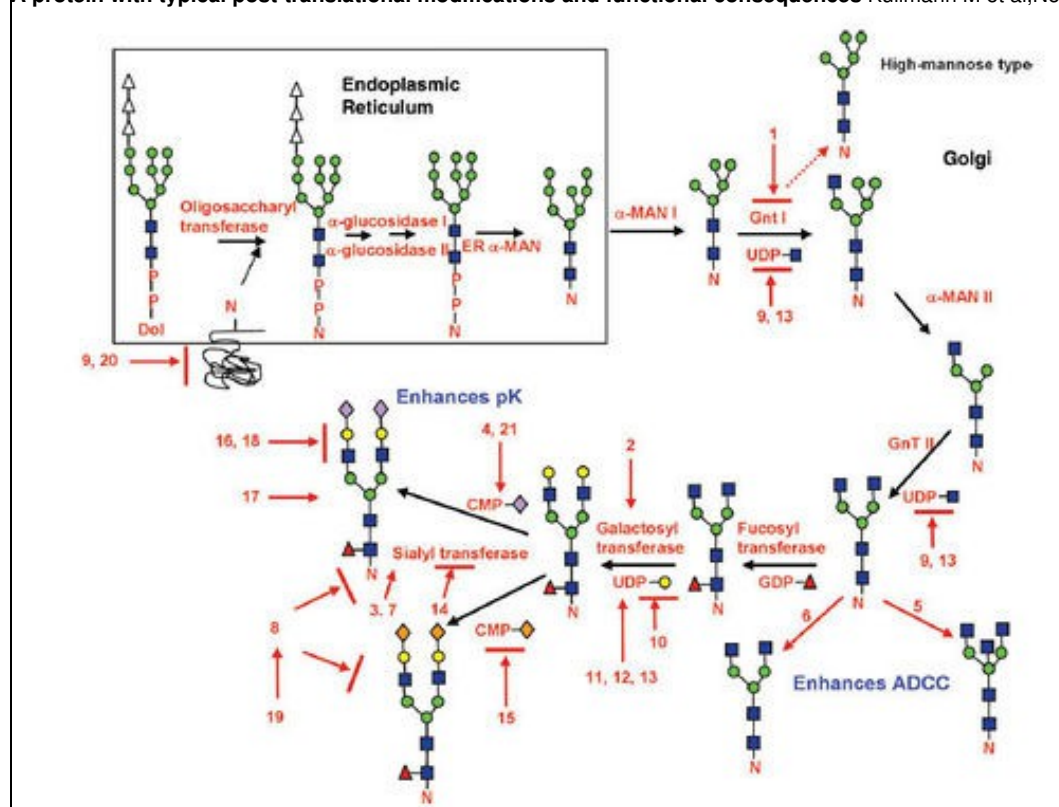 A protein with typical post-translational modifications and functional consequences Kallmann M et al,No
Endoplasmic
Reticulum
High-mannose type
Golgi
1
Oligosaccharyl
transferase
α-glucosidase I
α-glucosidase II
ER α-MAN
α-MAN I
Gnt I
UDP
9, 13
N
P
P
Dol
N
P
P
N
P
P
N
N
N
N
N
α-MAN II
9, 20
Enhances pK
16, 18
17
4, 21
CMP
2
Galactosyl
transferase
UDP
Fucosyl
transferase
GDP
GnT II
UDP
9, 13
N
Sialyl transferase
N
3, 7
14
N
N
N
8
19
CMP
15
10
11, 12, 13
6
5
Enhances ADCC
N
N
N